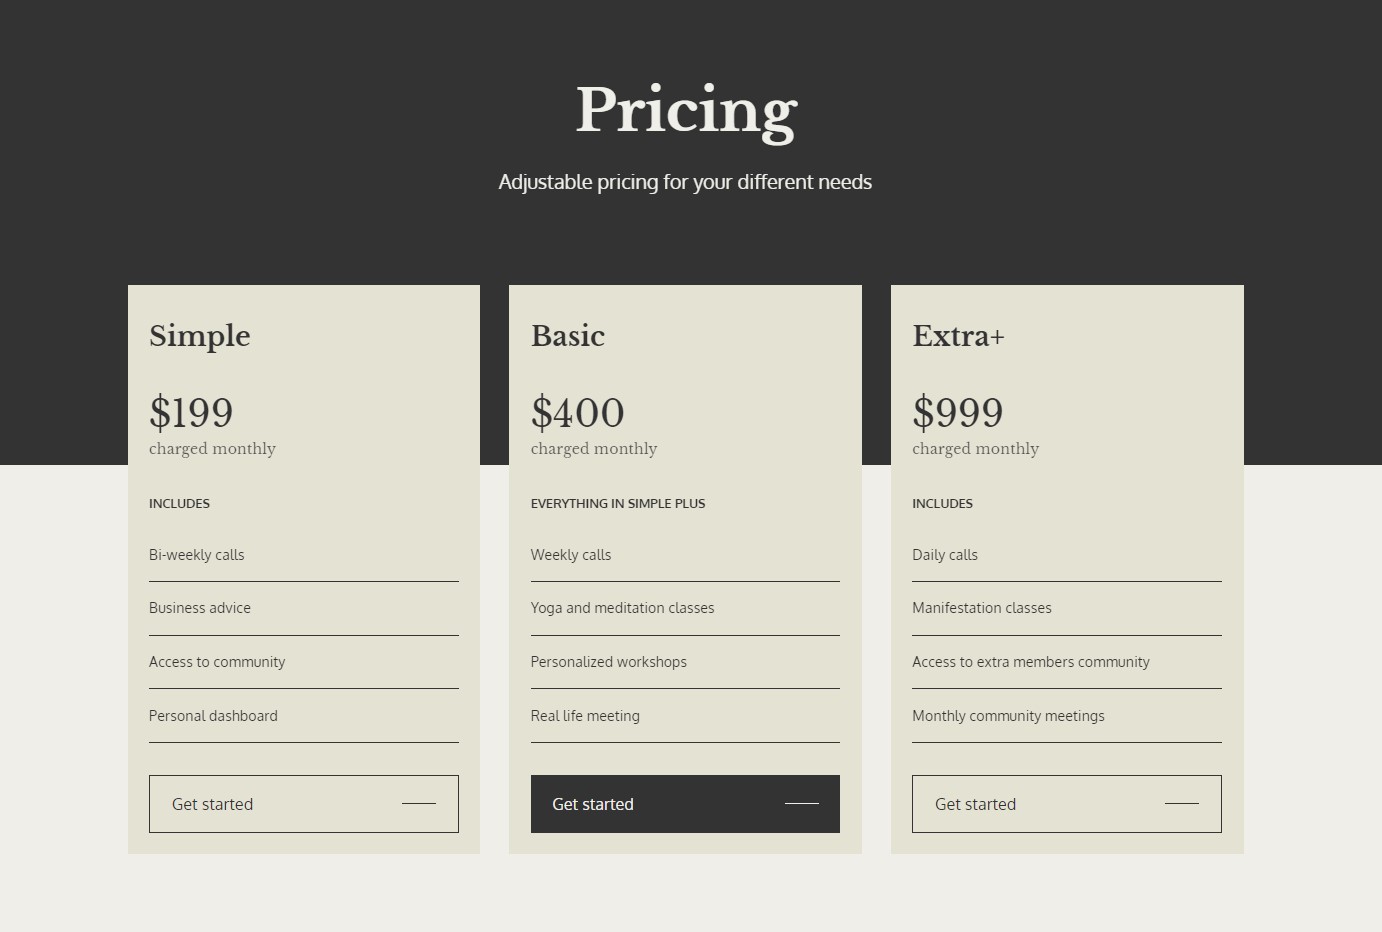 Pricing
Adjustable pricing for your different needs
Simple
$199
charged monthly
INCLUDES
Bi-weekly calls
Business advice
Access to community
Personal dashboard
Get started
Basic
$400
charged monthly
EVERYTHING IN SIMPLE PLUS
Weekly calls
Yoga and meditation classes
Personalized workshops
Real life meeting
Get started
Extra+
$999
charged monthly
INCLUDES
Daily calls
Manifestation classes
Access to extra members community
Monthly community meetings
Get started